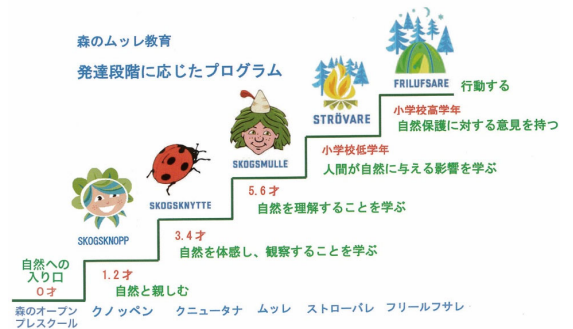 森のムッレ教育
発達段階に応じたプログラム
FRILUFSARE
行動する
STRÖVARE
小学校高学年
自然保護に対する意見を持つ
SKOGSMULLE
小学校低学年
人間が自然に与える影響を学ぶ
SKOGSKNYTTE
5.6才
自然を理解することを学ぶ
SKOGSKNOPP
3.4才
自然を体感し、観察することを学ぶ
自然への
入り口
0才
1.2才
自然と親しむ
森のオープン
プレスクール
クノッペン
クニュータナ
ムッレ
ストローバレ
フリールフサレ